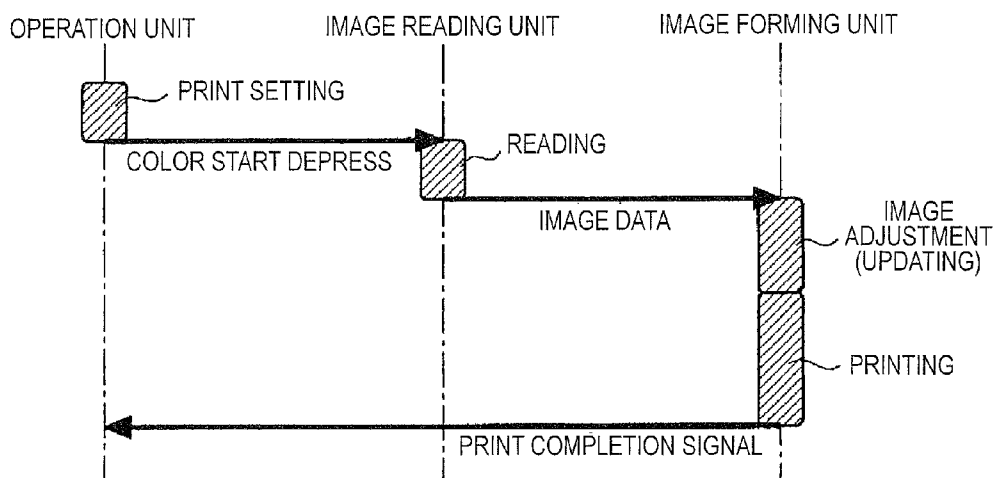 OPERATION UNIT
IMAGE READING UNIT
IMAGE FORMING UNIT
PRINT SETTING
COLOR START DEPRESS
READING
IMAGE DATA
IMAGE
ADJUSTMENT
(UPDATING)
PRINTING
PRINT COMPLETION SIGNAL